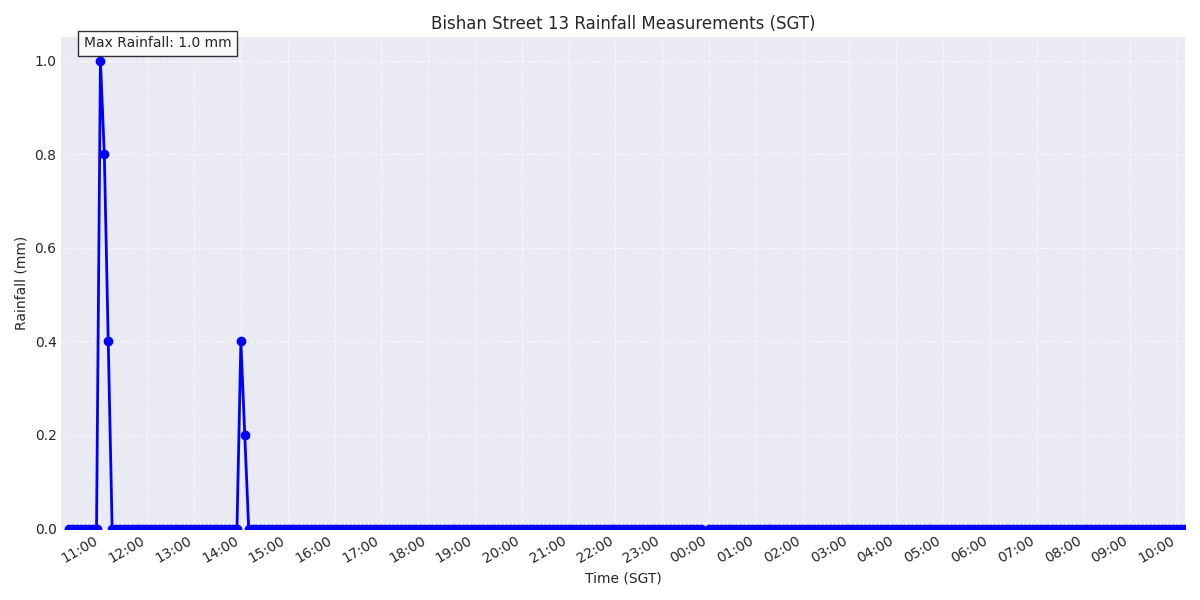 Bishan Street 13 Rainfall Measurements (SGT)
Max Rainfall: 1.0 mm
1.0
0.8
0.6
0.4
0.2
0.0
Rainfall (mm)
11:00 12:00 13:00 14:00 15:00 16:00 17:00 18:00 19:00 20:00 21:00 22:00 23:00 00:00 01:00 02:00 03:00 04:00 05:00 06:00 07:00 08:00 09:00 10:00
Time (SGT)